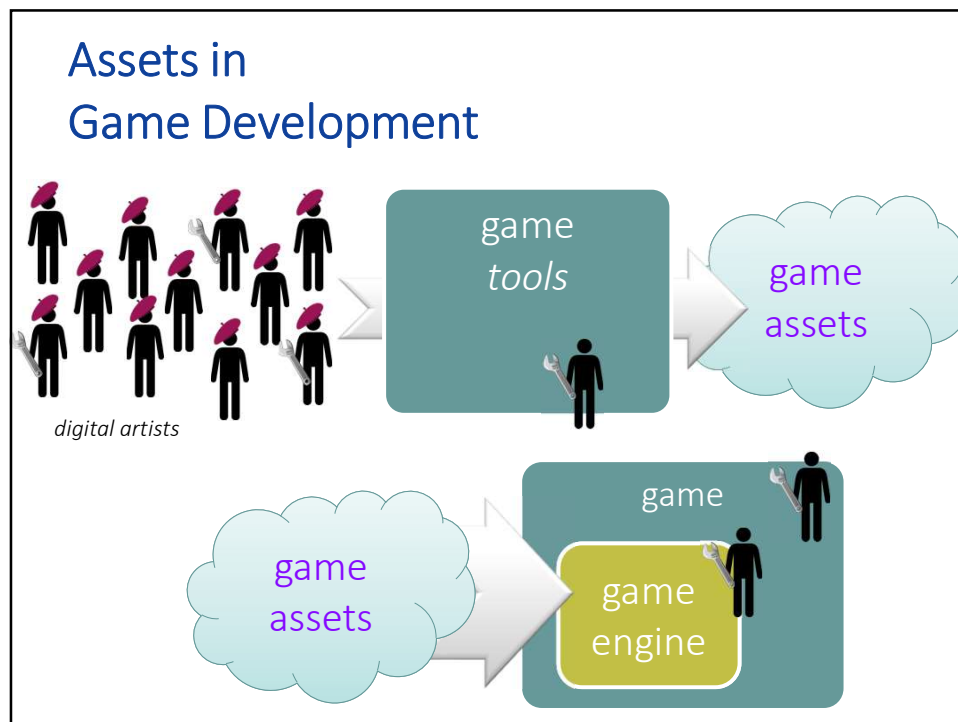 Assets in
Game Development
game
tools
game
assets
digital artists
game
assets
game
game
engine